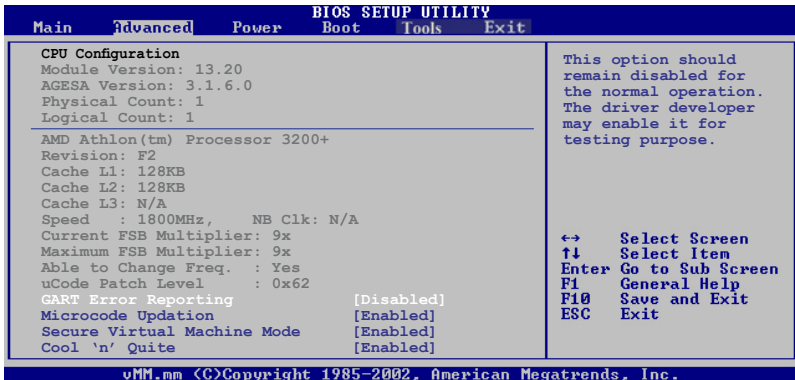 BIOS SETUP UTILITY
Main Advanced Power Boot Tools Exit
CPU Configuration
Module Version: 13.20
AGESA Version: 3.1.6.0
Physical Count: 1
Logical Count: 1
AMD Athlon(tm) Processor 3200+
Revision: F2
Cache L1: 128KB
Cache L2: 128KB
Cache L3: N/A
Speed : 1800MHz, NB Clk: N/A
Current FSB Multiplier: 9x
Maximum FSB Multiplier: 9x
Able to Change Freq. : Yes
uCode Patch Level : 0x62
GART Error Reporting [Disabled]
Microcode Updation [Enabled]
Secure Virtual Machine Mode [Enabled]
Cool ‘n’ Quite [Enabled]
This option should
remain disabled for
the normal operation.
The driver developer
may enable it for
testing purpose.
←→ Select Screen
↑↓ Select Item
Enter Go to Sub Screen
F1 General Help
F10 Save and Exit
ESC Exit
vMM.mm (C)Copyright 1985-2002, American Megatrends, Inc.